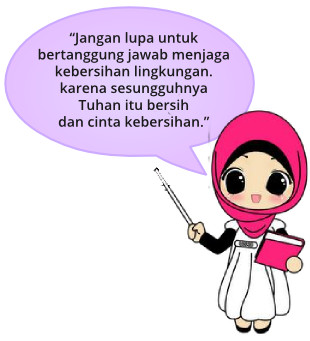 “Jangan lupa untuk
bertanggung jawab menjaga
kebersihan lingkungan.
karena sesungguhnya
Tuhan itu bersih
dan cinta kebersihan.”